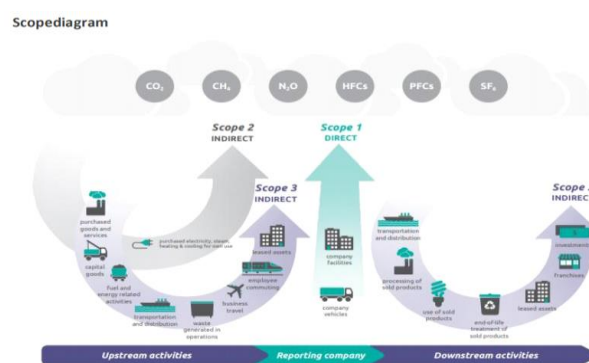 Scopediagram
CO₂
CH₄
N₂O
HFCs
PFCs
SF₆
Scope 2
INDIRECT
Scope 1
DIRECT
Scope 3
INDIRECT
Scope
INDIREC
purchased
goods and
services
capital
goods
fuel and
energy related
activities
transportation
and distribution
waste
generated in
operations
business
travel
employee
commuting
leased assets
purchased electricity, steam,
heating & cooling for own use
company
facilities
company
vehicles
transportation
and distribution
processing of
sold products
use of sold
products
end-of-life
treatment of
sold products
leased assets
franchises
investments
Upstream activities
Reporting company
Downstream activities